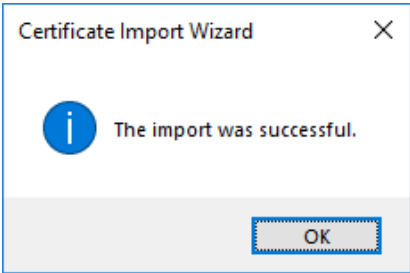 Certificate Import Wizard
The import was successful.
OK